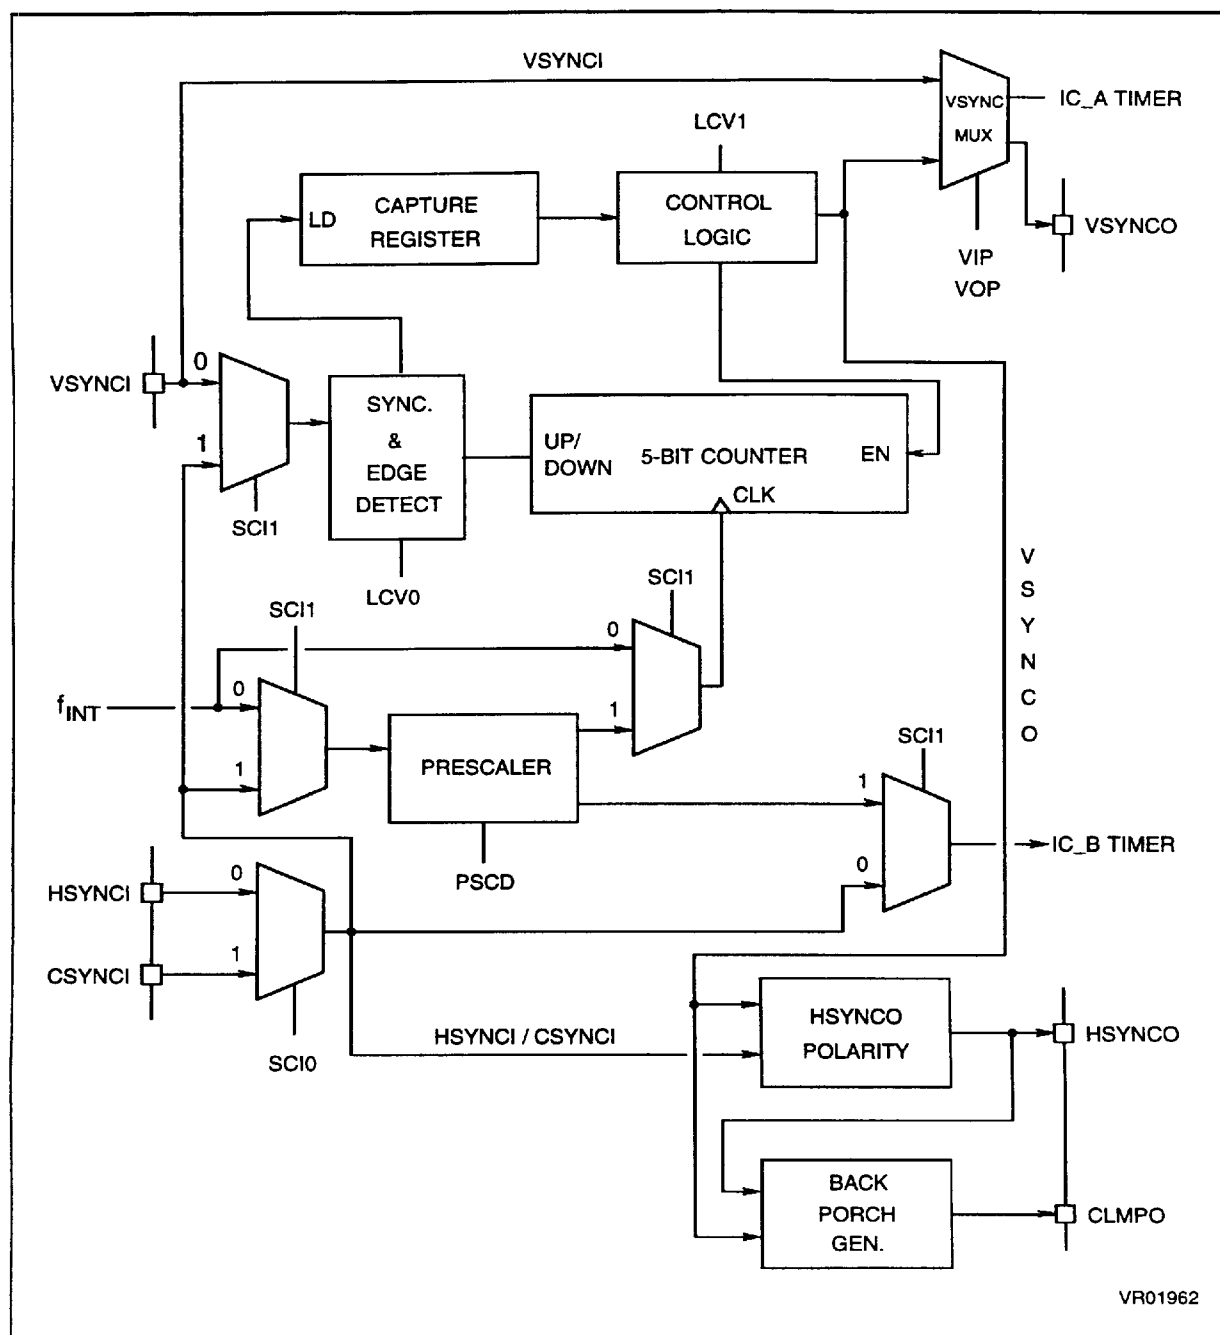 VSYNCI
VSYNC
MUX
IC_A TIMER
LCV1
LD
CAPTURE
REGISTER
CONTROL
LOGIC
VSYNCO
VIP
VOP
VSYNCI
0
1
SCI1
SYNC.
&
EDGE
DETECT
LCV0
UP/
DOWN
5-BIT COUNTER
EN
CLK
V
S
Y
N
C
O
SCI1
SCI1
0
1
fINT
0
1
PRESCALER
PSCD
SCI1
1
0
IC_B TIMER
HSYNCI
0
CSYNCI
1
SCI0
HSYNCI / CSYNCI
HSYNCO
POLARITY
HSYNCO
BACK
PORCH
GEN.
CLMPO
VR01962